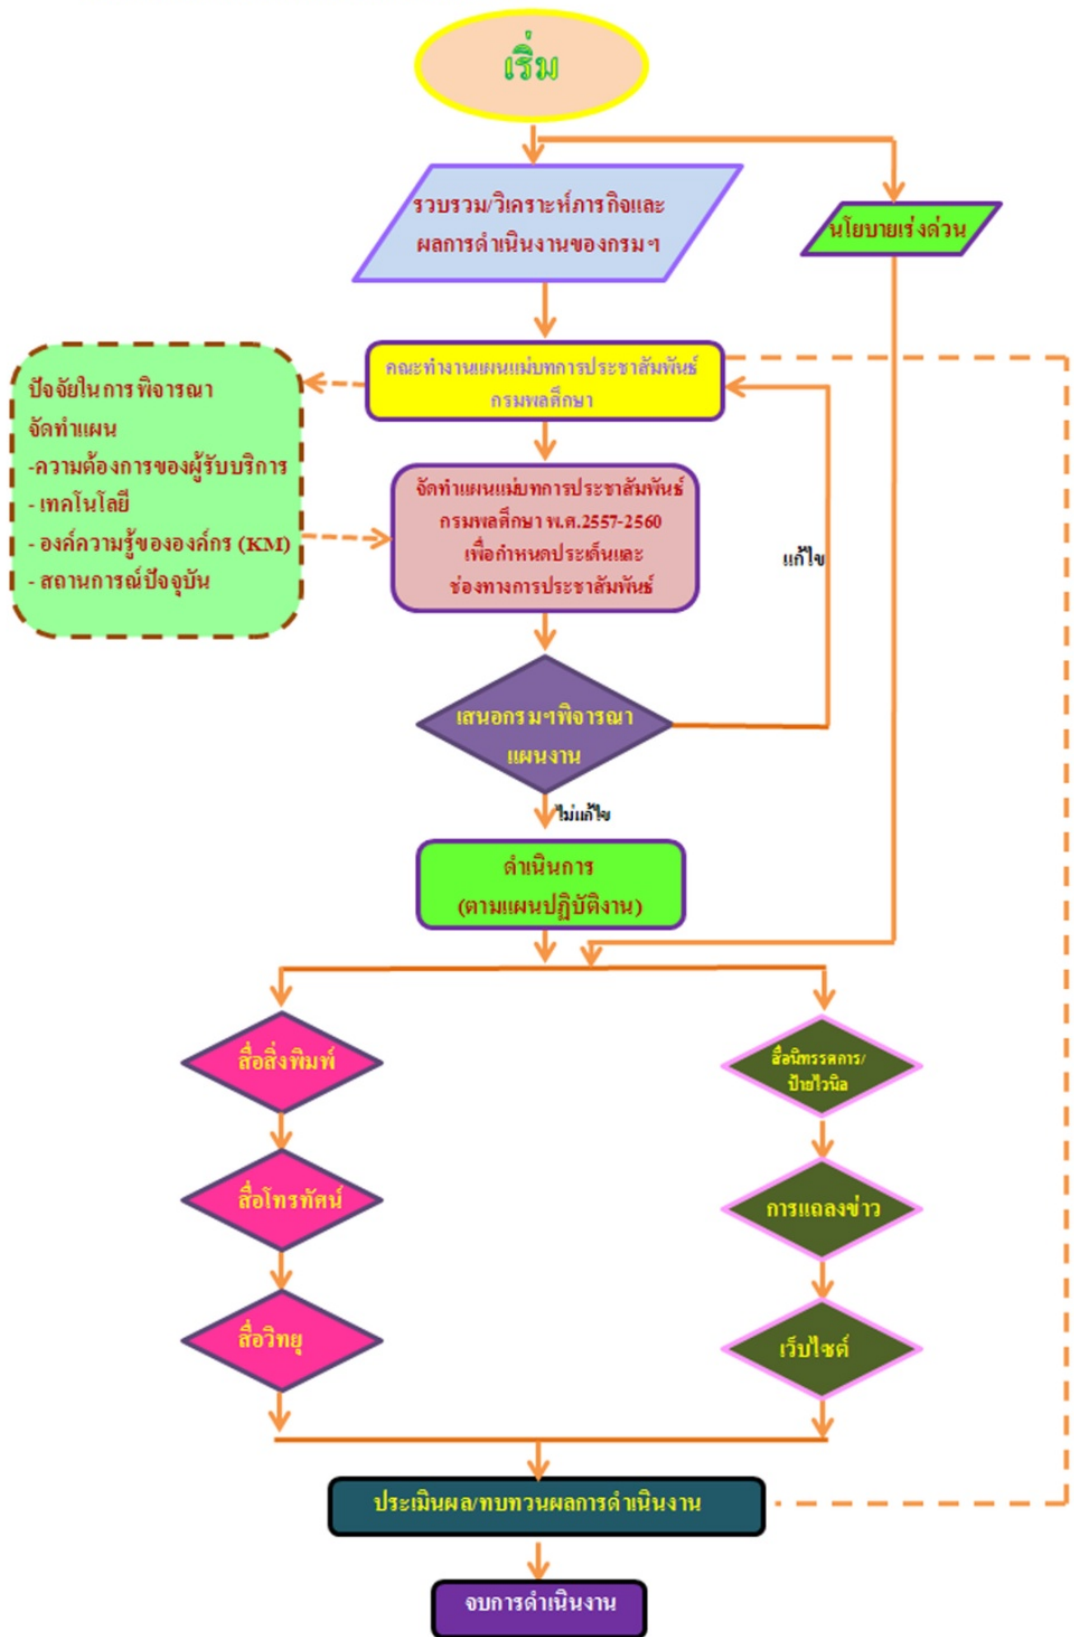 เริ่ม
รวบรวม/วิเคราะห์ภารกิจและ
ผลการดำเนินงานของกรมฯ
นโยบายเร่งด่วน
คณะทำงานแผนแม่บทการประชาสัมพันธ์
กรมพลศึกษา
ปัจจัยในการพิจารณา
จัดทำแผน
-ความต้องการของผู้รับบริการ
- เทคโนโลยี
- องค์ความรู้ขององค์กร (KM)
- สถานการณ์ปัจจุบัน
จัดทำแผนแม่บทการประชาสัมพันธ์
กรมพลศึกษา พ.ศ.2557-2560
เพื่อกำหนดประเด็นและ
ช่องทางการประชาสัมพันธ์
แก้ไข
เสนอกรมฯพิจารณา
แผนงาน
ไม่แก้ไข
ดำเนินการ
(ตามแผนปฏิบัติงาน)
สื่อสิ่งพิมพ์
สื่อนิทรรศการ/
ป้ายไวนิล
สื่อโทรทัศน์
การแถลงข่าว
สื่อวิทยุ
เว็บไซต์
ประเมินผล/ทบทวนผลการดำเนินงาน
จบการดำเนินงาน